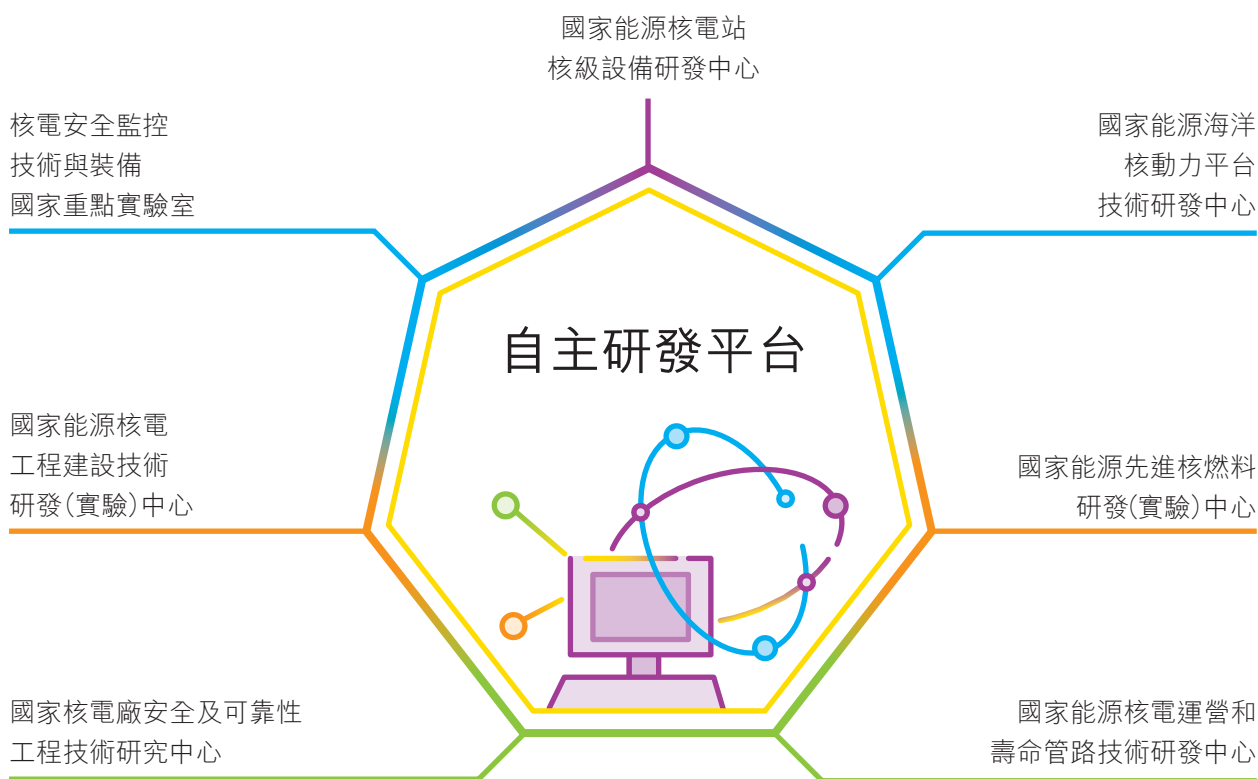 國家能源核電站
核級設備研發中心
核電安全監控
技術與裝備
國家重點實驗室
國家能源海洋
核動力平台
技術研發中心
自主研發平台
國家能源核電
工程建設技術
研發(實驗)中心
國家能源先進核燃料
研發(實驗)中心
國家核電廠安全及可靠性
工程技術研究中心
國家能源核電運營和
壽命管路技術研發中心